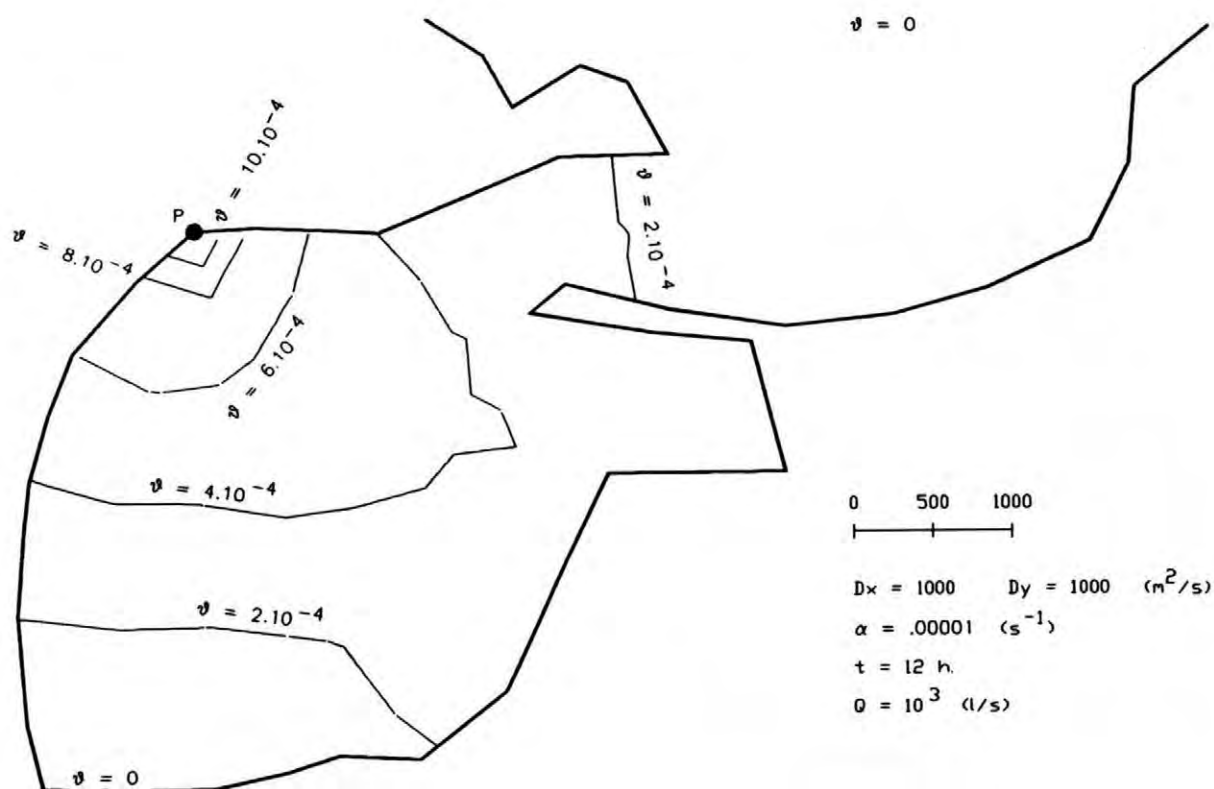 ϑ = 0
ϑ = 10.10⁻⁴
P
ϑ = 8.10⁻⁴
ϑ = 2.10⁻⁴
ϑ = 6.10⁻⁴
ϑ = 4.10⁻⁴
0 500 1000
Dx = 1000 Dy = 1000 (m²/s)
α = .00001 (s⁻¹)
t = 12 h.
Q = 10³ (l/s)
ϑ = 2.10⁻⁴
ϑ = 0